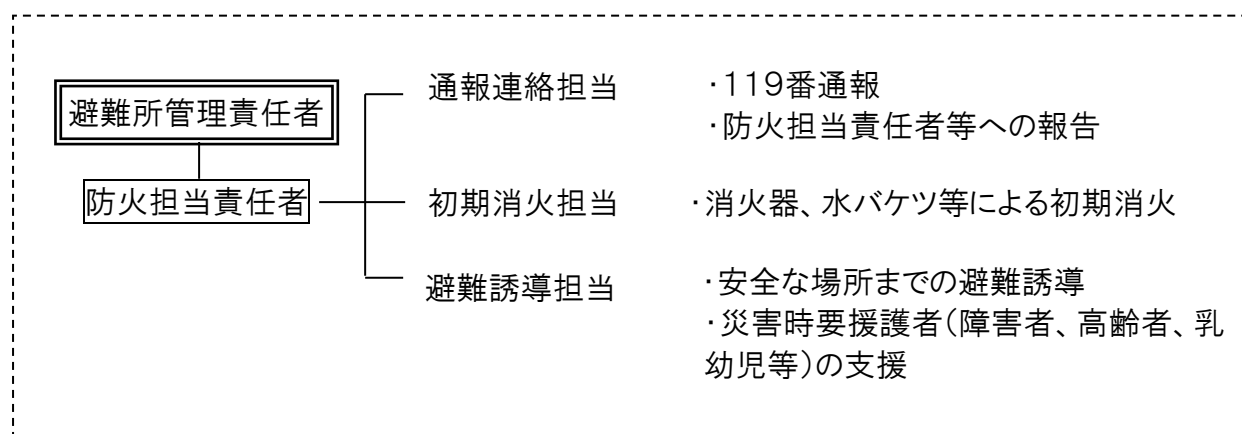 避難所管理責任者
防火担当責任者
通報連絡担当
・119番通報
・防火担当責任者等への報告
初期消火担当
・消火器、水バケツ等による初期消火
避難誘導担当
・安全な場所までの避難誘導
・災害時要援護者(障害者、高齢者、乳
幼児等)の支援